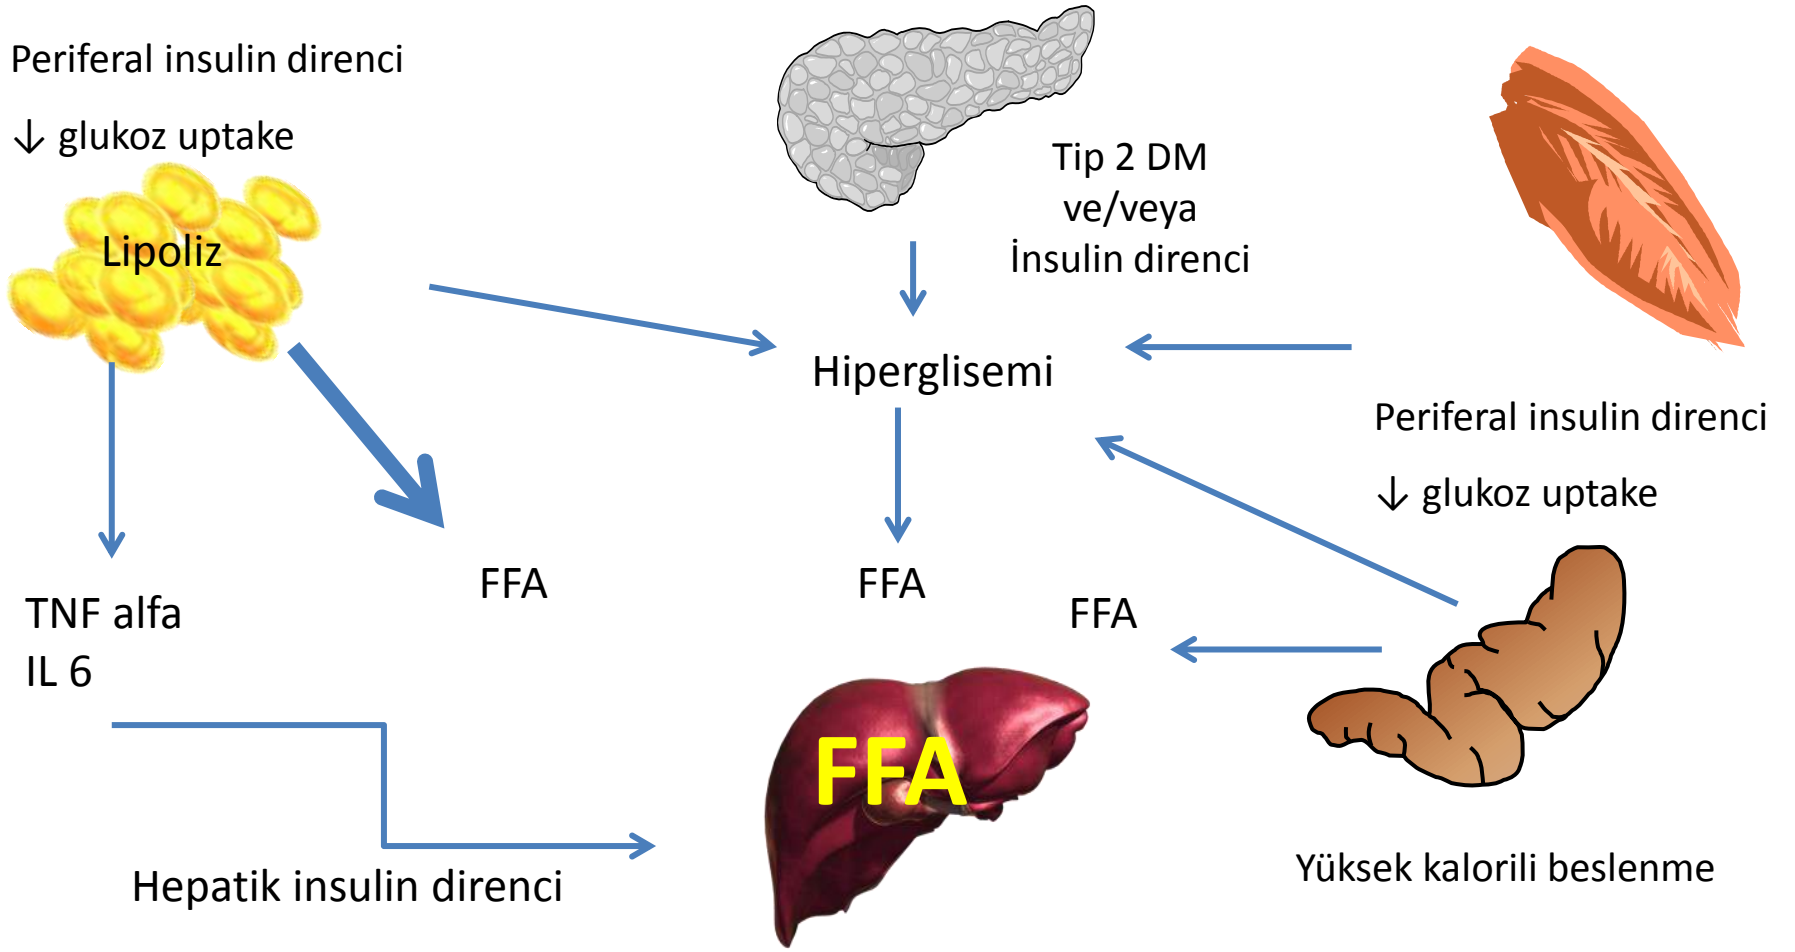 Periferal insulin direnci
↓ glukoz uptake
Lipoliz
Tip 2 DM
ve/veya
İnsulin direnci
Hiperglisemi
Periferal insulin direnci
↓ glukoz uptake
FFA
FFA
FFA
TNF alfa
IL 6
FFA
Hepatik insulin direnci
Yüksek kalorili beslenme